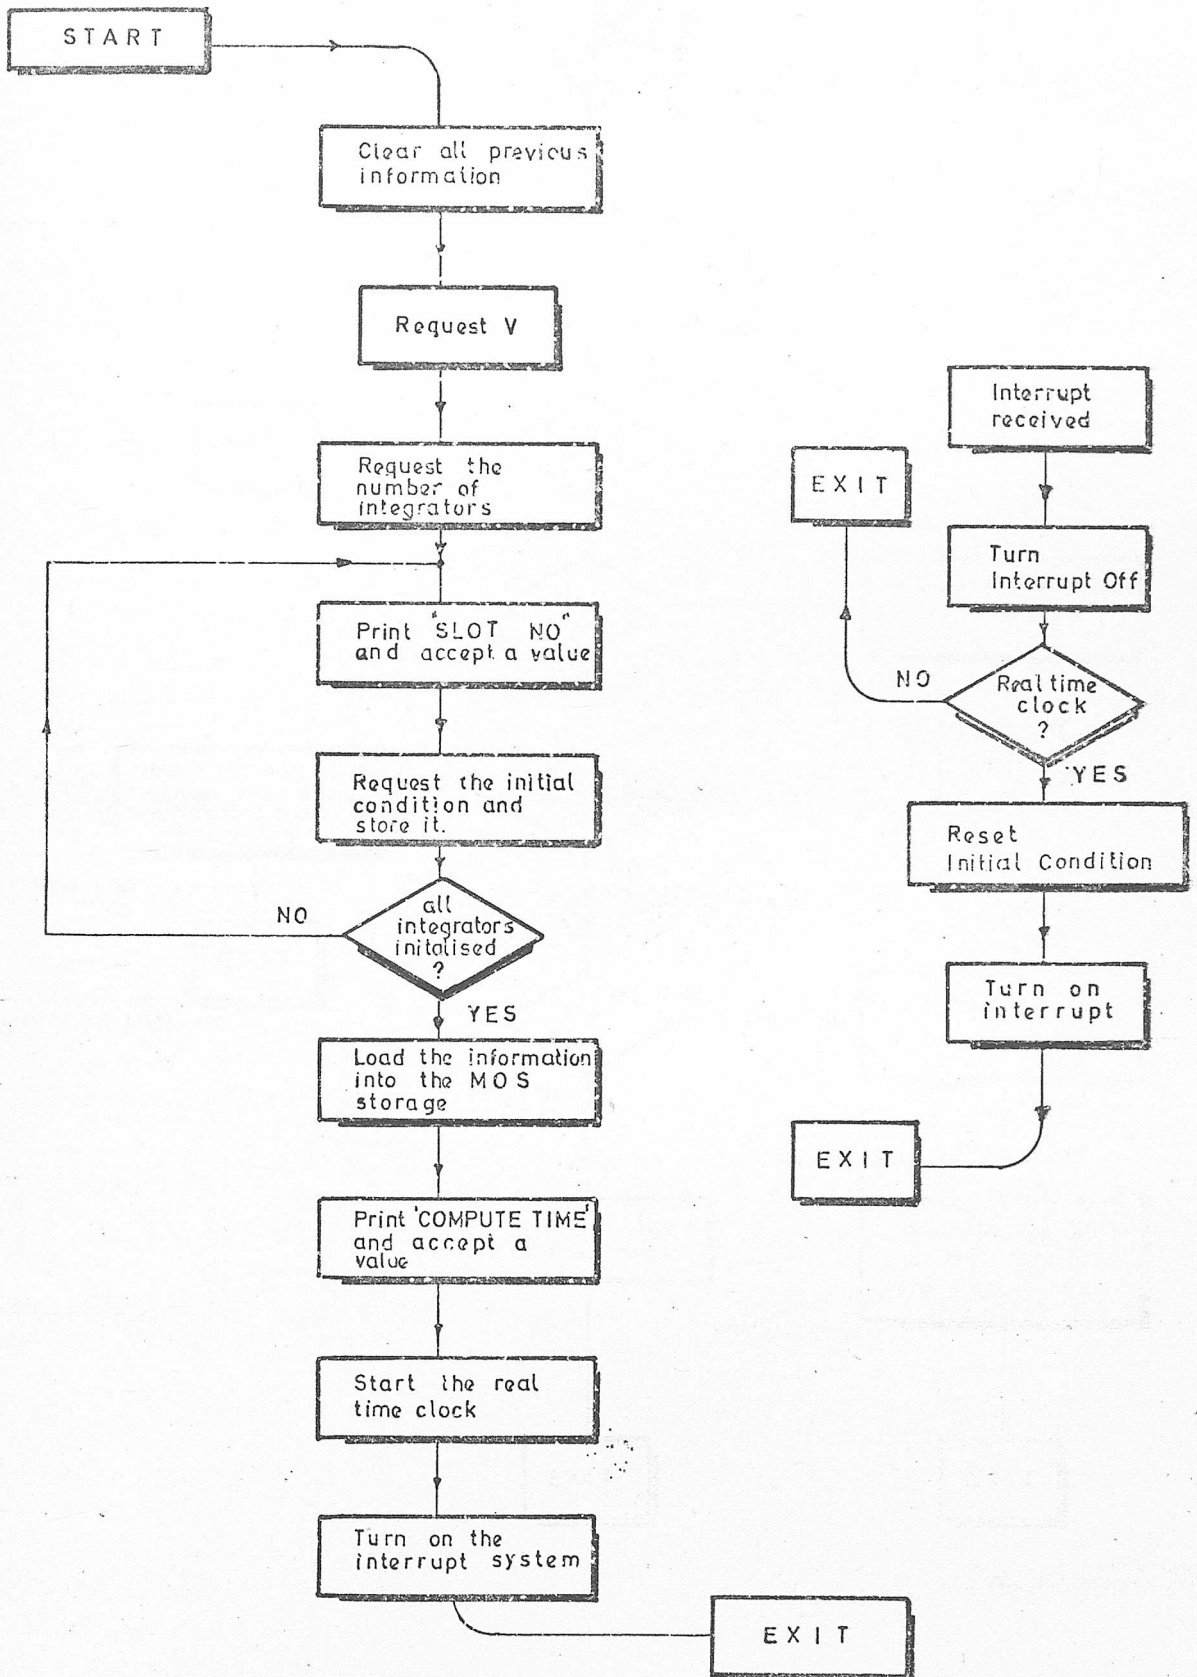 START
Clear all previous
information
Request V
Request the
number of
integrators
Print "SLOT NO"
and accept a value
Request the initial
condition and
store it.
all
integrators
initalised
?
NO
YES
Load the information
into the MOS
storage
Print 'COMPUTE TIME'
and accept a
value
Start the real
time clock
Turn on the
interrupt system
EXIT
Interrupt
received
Turn
Interrupt Off
Real time
clock
?
NO
EXIT
YES
Reset
Initial Condition
Turn on
interrupt
EXIT